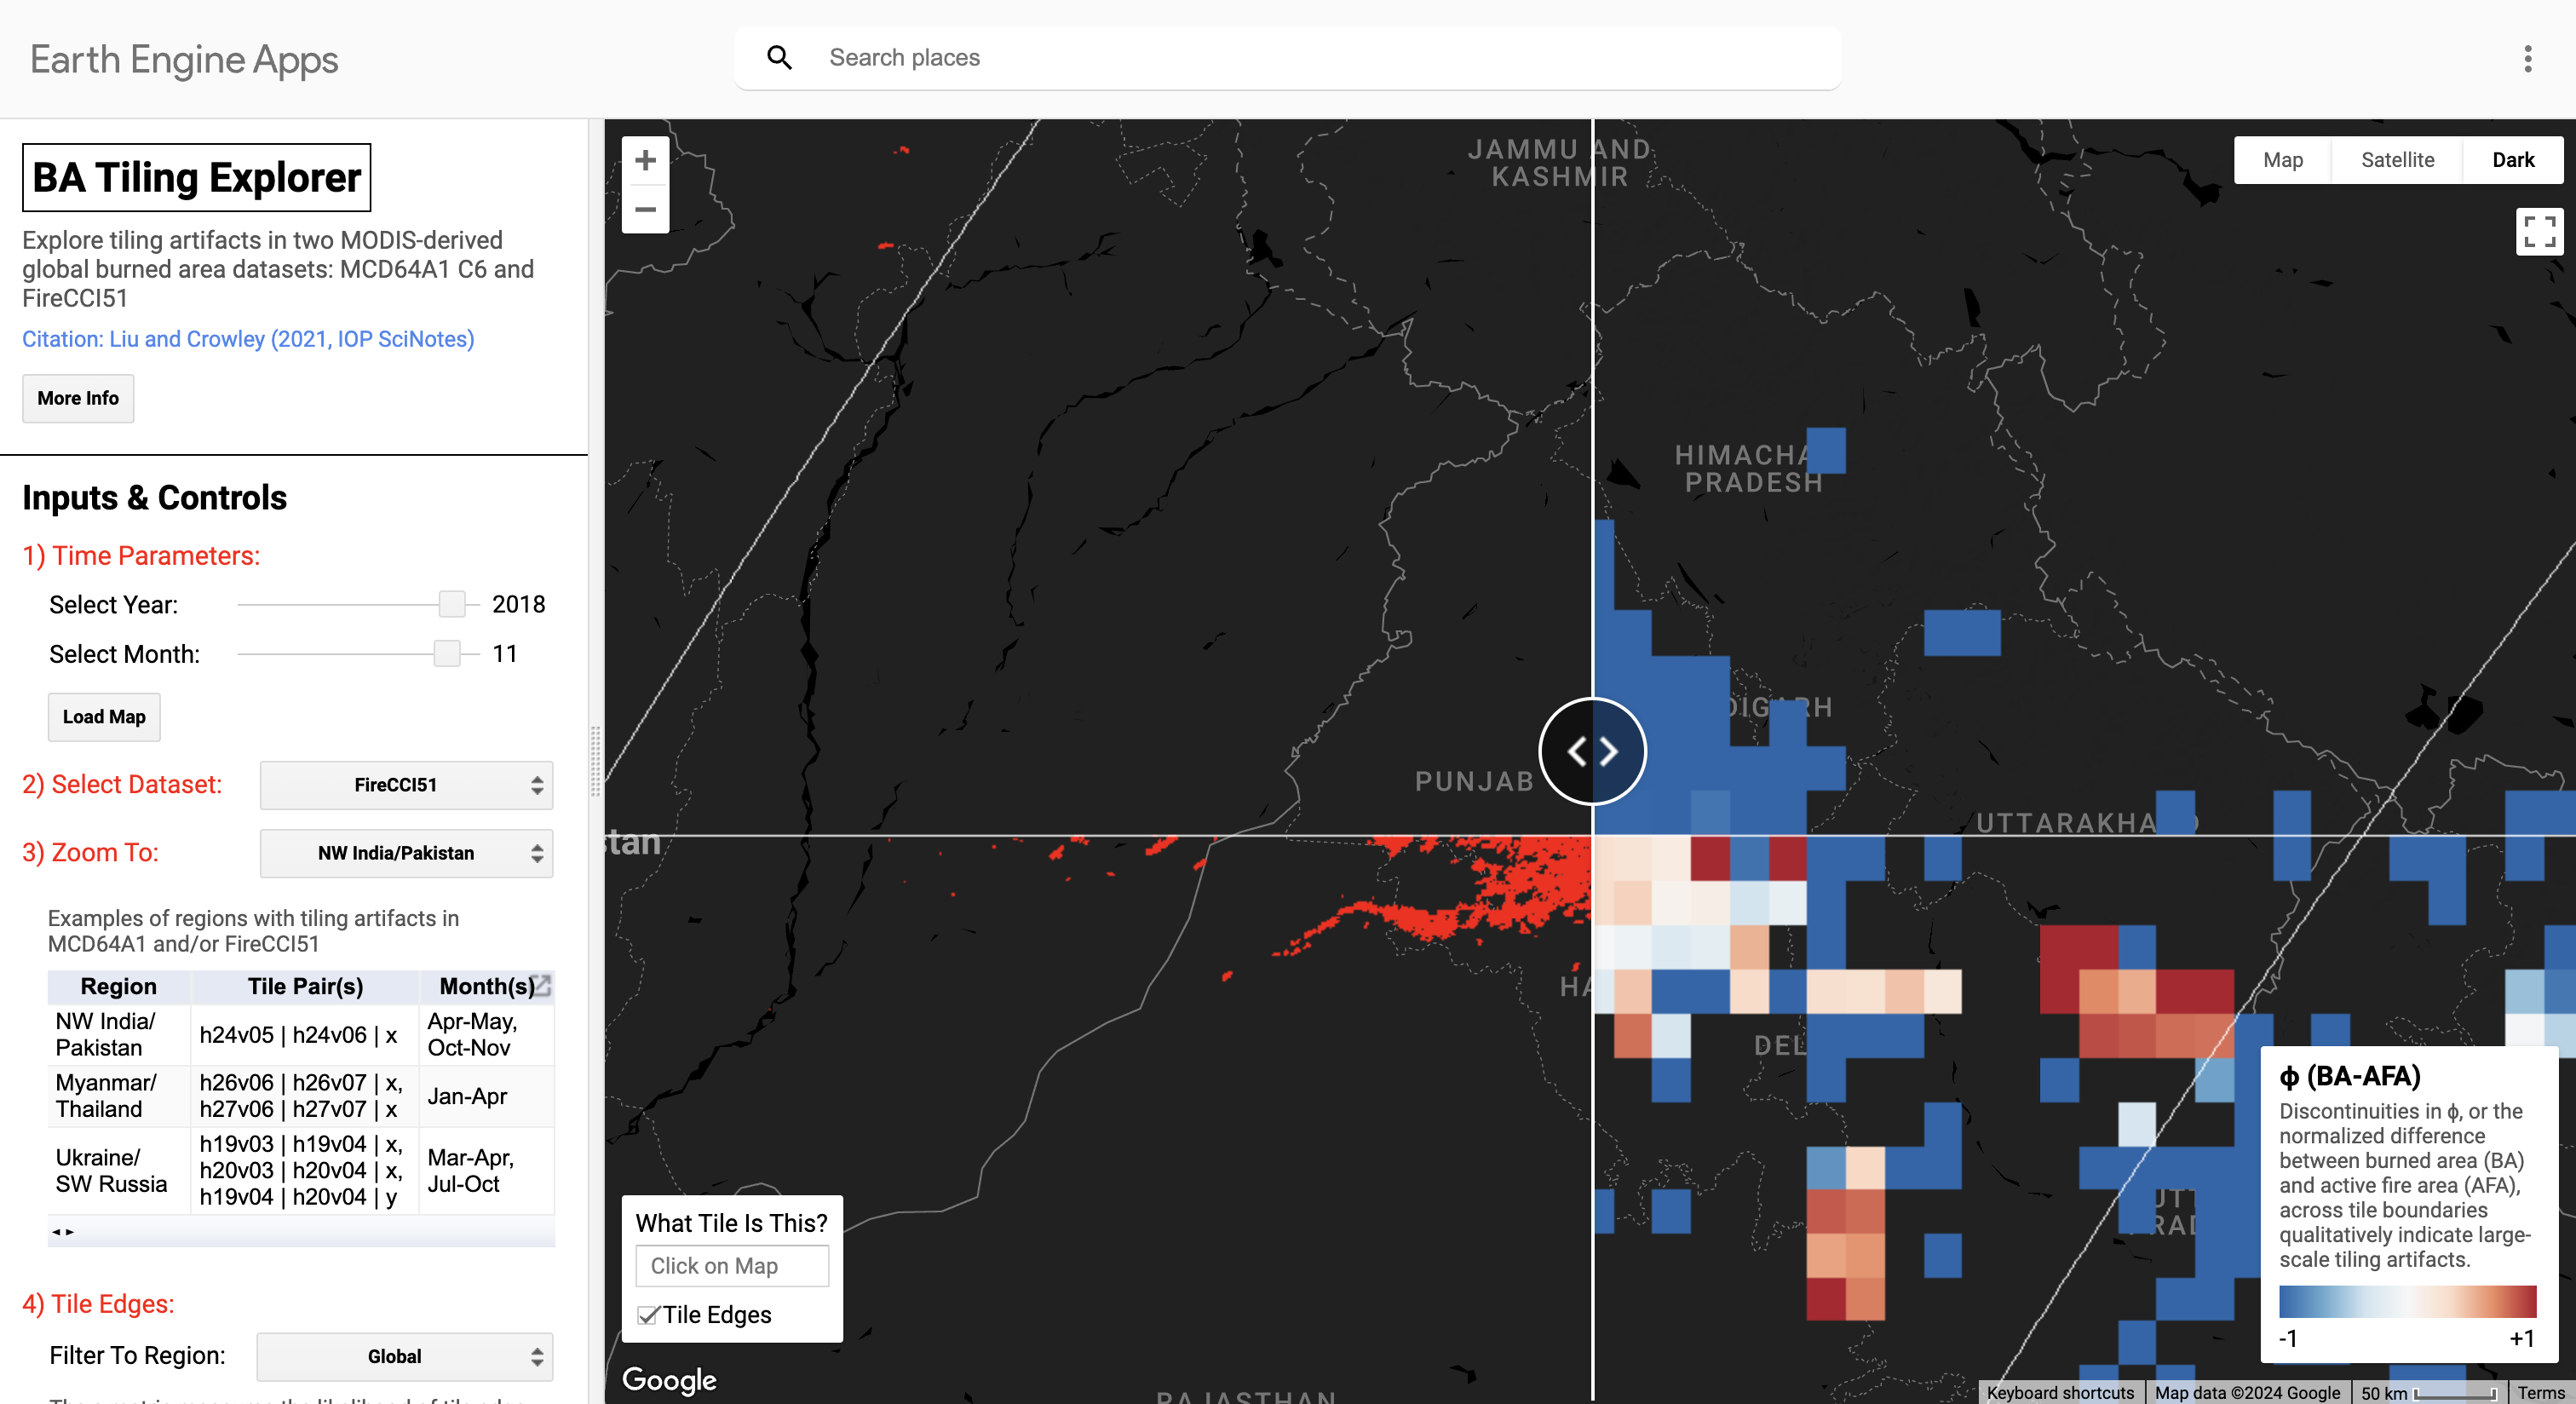 Earth Engine Apps
Search places
BA Tiling Explorer
Explore tiling artifacts in two MODIS-derived
global burned area datasets: MCD64A1 C6 and
FireCCI51
Citation: Liu and Crowley (2021, IOP SciNotes)
More Info
Inputs & Controls
1) Time Parameters:
Select Year: 2018
Select Month: 11
Load Map
2) Select Dataset: FireCCI51
3) Zoom To: NW India/Pakistan
Examples of regions with tiling artifacts in
MCD64A1 and/or FireCCI51
Region Tile Pair(s) Month(s)
NW India/
Pakistan
h24v05 | h24v06 | x
Apr-May,
Oct-Nov
Myanmar/
Thailand
h26v06 | h26v07 | x,
h27v06 | h27v07 | x
Jan-Apr
Ukraine/
SW Russia
h19v03 | h19v04 | x,
h20v03 | h20v04 | x,
h19v04 | h20v04 | y
Mar-Apr,
Jul-Oct
4) Tile Edges:
Filter To Region: Global
+
−
JAMMU AND
KASHMIR
Map Satellite Dark
HIMACHA
PRADESH
DIGARH
PUNJAB
UTTARAKHA D
stan
HA
DEL
UTT
RAD
RAJASTHAN
What Tile Is This?
Click on Map
Tile Edges
Google
ϕ (BA-AFA)
Discontinuities in ϕ, or the
normalized difference
between burned area (BA)
and active fire area (AFA),
across tile boundaries
qualitatively indicate large-
scale tiling artifacts.
-1 +1
Keyboard shortcuts Map data ©2024 Google 50 km Terms